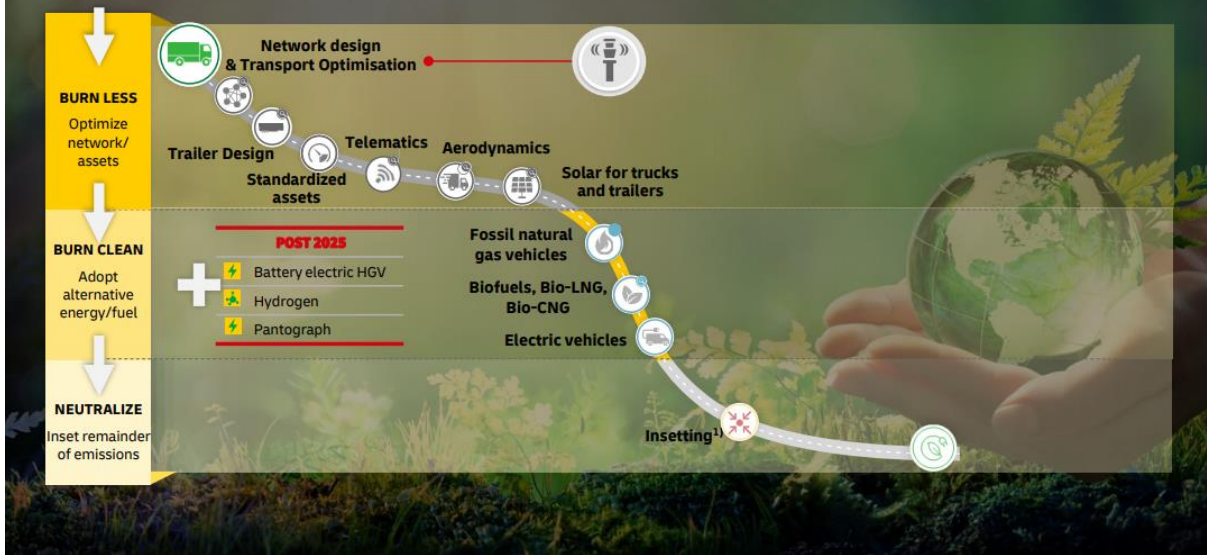 BURN LESS
Optimize
network/
assets
Network design
& Transport Optimisation
Trailer Design
Standardized
assets
Telematics
Aerodynamics
Solar for trucks
and trailers
BURN CLEAN
Adopt
alternative
energy/fuel
POST 2025
Battery electric HGV
Hydrogen
Pantograph
Fossil natural
gas vehicles
Biofuels, Bio-LNG,
Bio-CNG
Electric vehicles
NEUTRALIZE
Inset remainder
of emissions
Insetting¹⁾